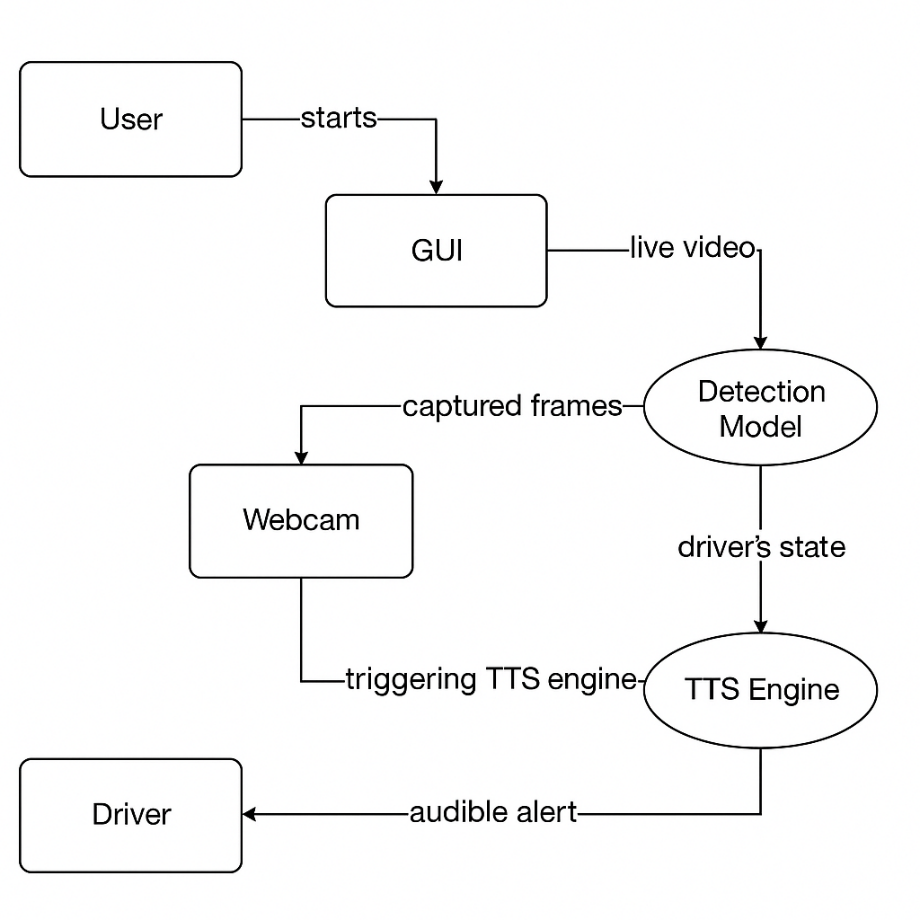 User
starts
GUI
live video
Detection
Model
captured frames
Webcam
driver's state
triggering TTS engine
TTS Engine
Driver
audible alert